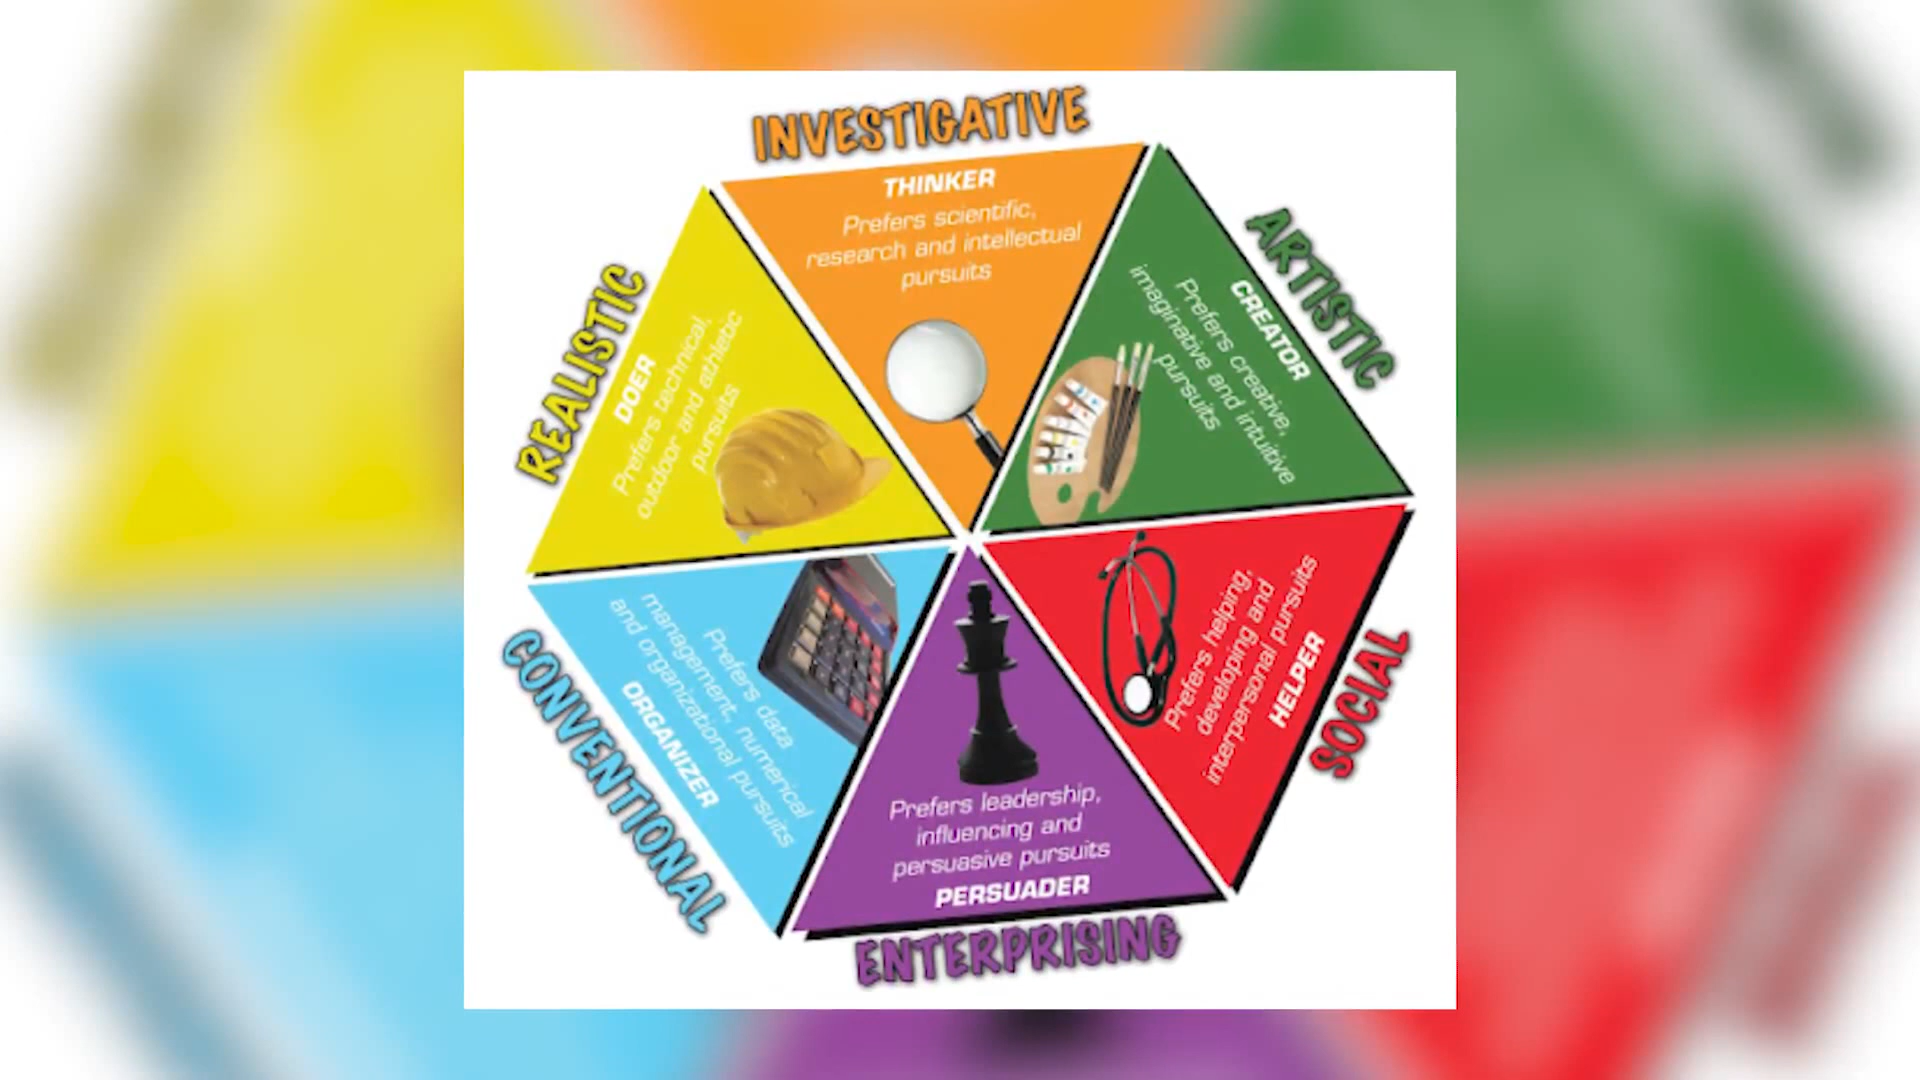 INVESTIGATIVE
THINKER
Prefers scientific,
research and intellectual
pursuits
ARTISTIC
CREATOR
Prefers creative,
imaginative and intuitive
pursuits
SOCIAL
HELPER
Prefers helping,
developing and
interpersonal pursuits
ENTERPRISING
Prefers leadership,
influencing and
persuasive pursuits
PERSUADER
CONVENTIONAL
Prefers data
management, numerical
and organizational pursuits
ORGANIZER
REALISTIC
DOER
Prefers technical,
outdoor and athletic
pursuits